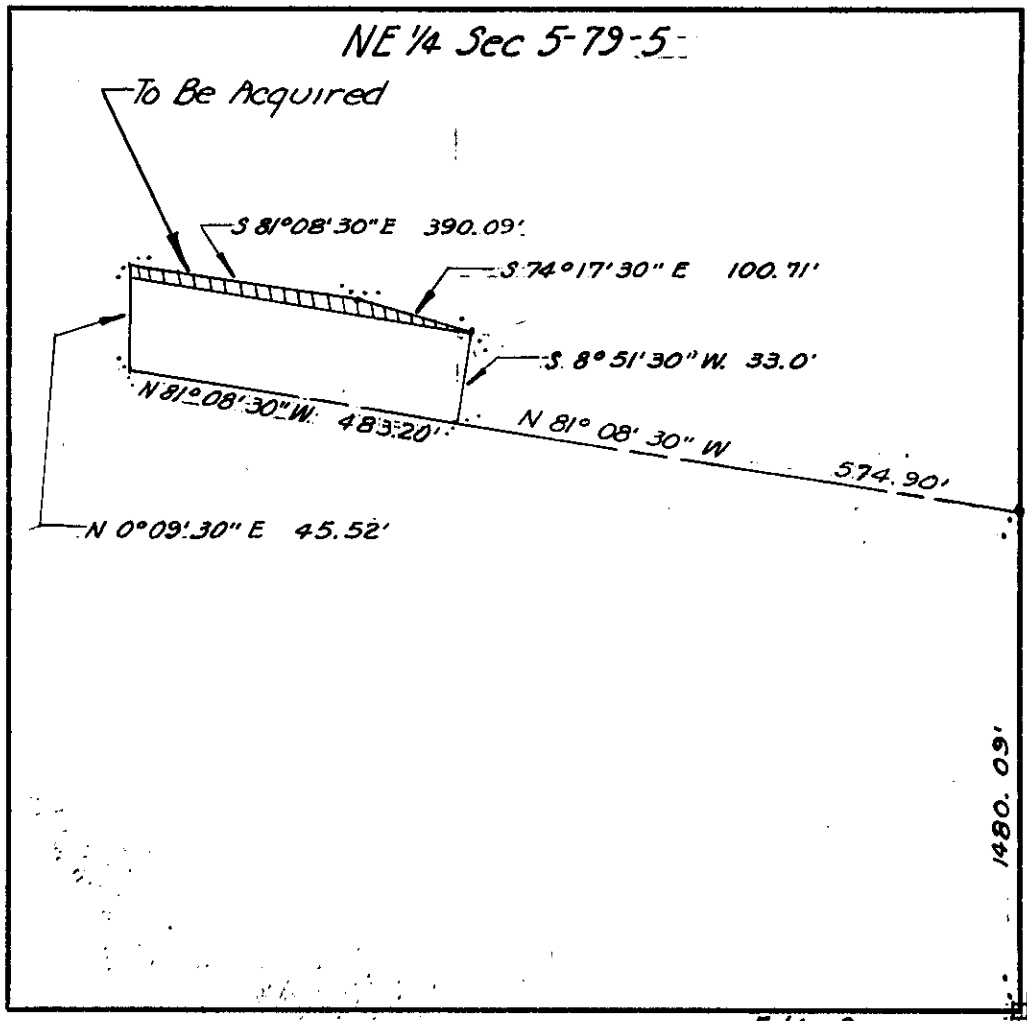 NE 1/4 Sec 5-79-5
To Be Acquired
S 81°08'30" E 390.09'
S 74°17'30" E 100.71'
S 8°51'30" W. 33.0'
N 81°08'30" W. 483.20'
N 81° 08' 30" W 574.90'
N 0°09'30" E 45.52'
1480.09'